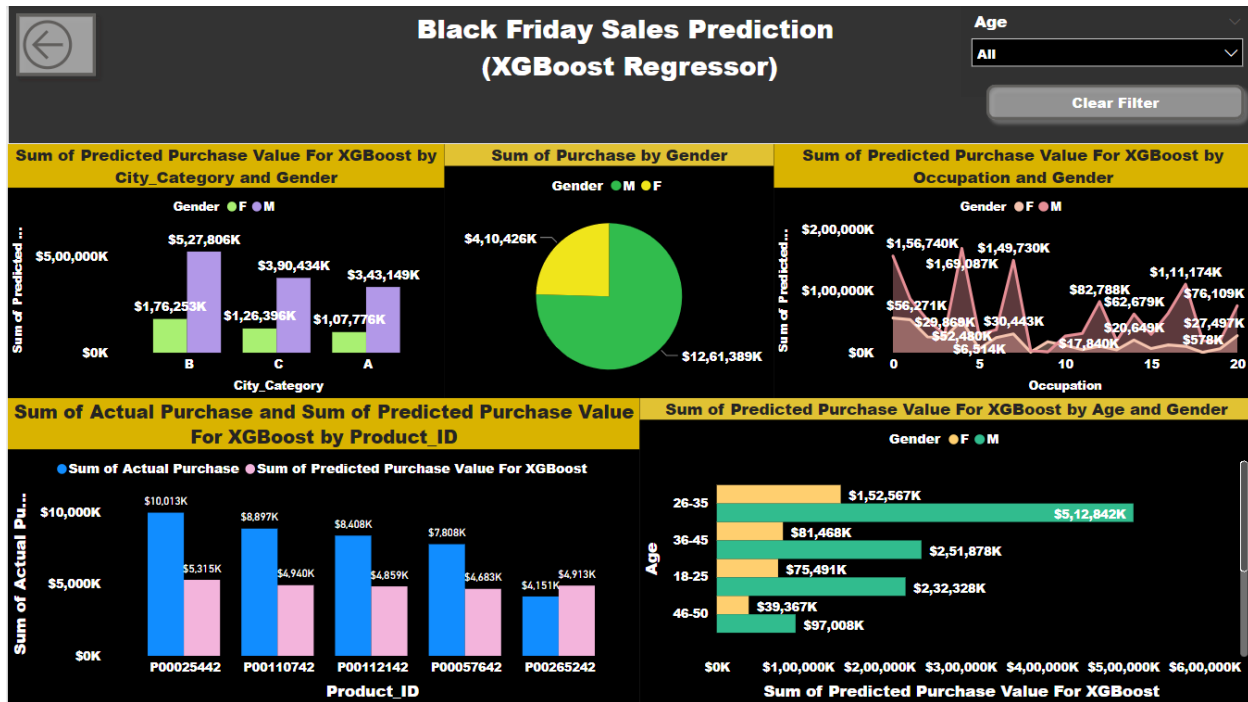 Black Friday Sales Prediction
(XGBoost Regressor)
Age
All
Clear Filter
Sum of Predicted Purchase Value For XGBoost by
City_Category and Gender
Gender F M
Sum of Predicted ...
$5,00,000K
$0K
$1,76,253K
$5,27,806K
$1,26,396K
$3,90,434K
$1,07,776K
$3,43,149K
B C A
City_Category
Sum of Purchase by Gender
Gender M F
$4,10,426K
$12,61,389K
Sum of Predicted Purchase Value For XGBoost by
Occupation and Gender
Gender F M
Sum of Predicted...
$2,00,000K
$1,00,000K
$0K
$1,56,740K
$1,69,087K
$1,49,730K
$1,11,174K
$82,788K
$76,109K
$62,679K
$56,271K
$29,869K
$30,443K
$52,480K
$6,514K
$17,840K
$20,649K
$27,497K
$578K
0 5 10 15 20
Occupation
Sum of Actual Purchase and Sum of Predicted Purchase Value
For XGBoost by Product_ID
Sum of Actual Purchase Sum of Predicted Purchase Value For XGBoost
Sum of Actual Pu...
$10,000K
$5,000K
$0K
$10,013K
$5,315K
$8,897K
$4,940K
$8,408K
$4,859K
$7,808K
$4,683K
$4,151K
$4,913K
P00025442 P00110742 P00112142 P00057642 P00265242
Product_ID
Sum of Predicted Purchase Value For XGBoost by Age and Gender
Gender F M
Age
26-35
$1,52,567K
$5,12,842K
36-45
$81,468K
$2,51,878K
18-25
$75,491K
$2,32,328K
46-50
$39,367K
$97,008K
$0K $1,00,000K $2,00,000K $3,00,000K $4,00,000K $5,00,000K $6,00,000K
Sum of Predicted Purchase Value For XGBoost